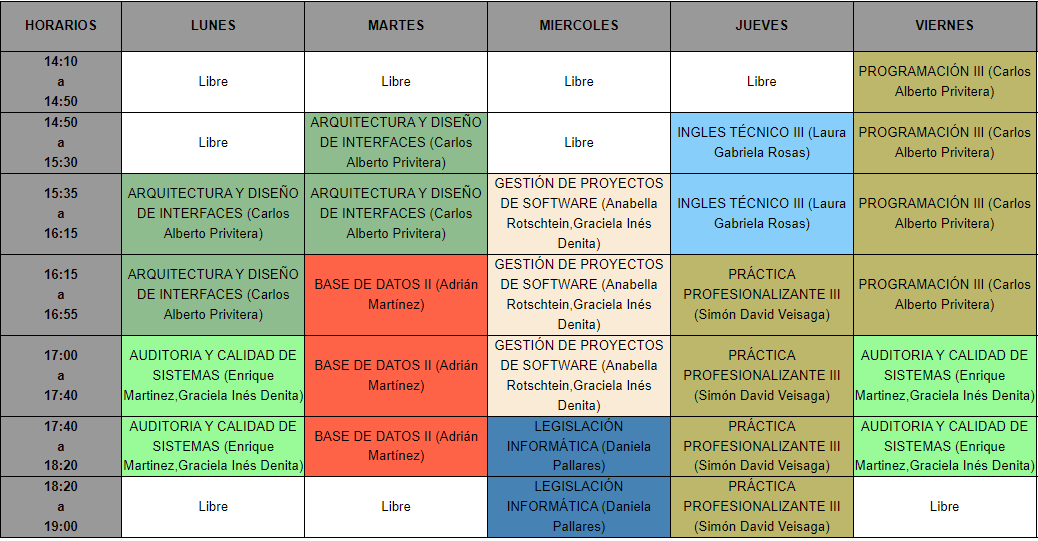 HORARIOS LUNES MARTES MIERCOLES JUEVES VIERNES
14:10
a
14:50
Libre
Libre
Libre
Libre
PROGRAMACIÓN III (Carlos
Alberto Privitera)
14:50
a
15:30
Libre
ARQUITECTURA Y DISEÑO
DE INTERFACES (Carlos
Alberto Privitera)
Libre
INGLES TÉCNICO III (Laura
Gabriela Rosas)
PROGRAMACIÓN III (Carlos
Alberto Privitera)
15:35
a
16:15
ARQUITECTURA Y DISEÑO
DE INTERFACES (Carlos
Alberto Privitera)
ARQUITECTURA Y DISEÑO
DE INTERFACES (Carlos
Alberto Privitera)
GESTIÓN DE PROYECTOS
DE SOFTWARE (Anabella
Rotschtein,Graciela Inés
Denita)
INGLES TÉCNICO III (Laura
Gabriela Rosas)
PROGRAMACIÓN III (Carlos
Alberto Privitera)
16:15
a
16:55
ARQUITECTURA Y DISEÑO
DE INTERFACES (Carlos
Alberto Privitera)
BASE DE DATOS II (Adrián
Martínez)
GESTIÓN DE PROYECTOS
DE SOFTWARE (Anabella
Rotschtein,Graciela Inés
Denita)
PRÁCTICA
PROFESIONALIZANTE III
(Simón David Veisaga)
PROGRAMACIÓN III (Carlos
Alberto Privitera)
17:00
a
17:40
AUDITORIA Y CALIDAD DE
SISTEMAS (Enrique
Martinez,Graciela Inés Denita)
BASE DE DATOS II (Adrián
Martínez)
GESTIÓN DE PROYECTOS
DE SOFTWARE (Anabella
Rotschtein,Graciela Inés
Denita)
PRÁCTICA
PROFESIONALIZANTE III
(Simón David Veisaga)
AUDITORIA Y CALIDAD DE
SISTEMAS (Enrique
Martinez,Graciela Inés Denita)
17:40
a
18:20
AUDITORIA Y CALIDAD DE
SISTEMAS (Enrique
Martinez,Graciela Inés Denita)
BASE DE DATOS II (Adrián
Martínez)
LEGISLACIÓN
INFORMÁTICA (Daniela
Pallares)
PRÁCTICA
PROFESIONALIZANTE III
(Simón David Veisaga)
AUDITORIA Y CALIDAD DE
SISTEMAS (Enrique
Martinez,Graciela Inés Denita)
18:20
a
19:00
Libre
Libre
LEGISLACIÓN
INFORMÁTICA (Daniela
Pallares)
PRÁCTICA
PROFESIONALIZANTE III
(Simón David Veisaga)
Libre